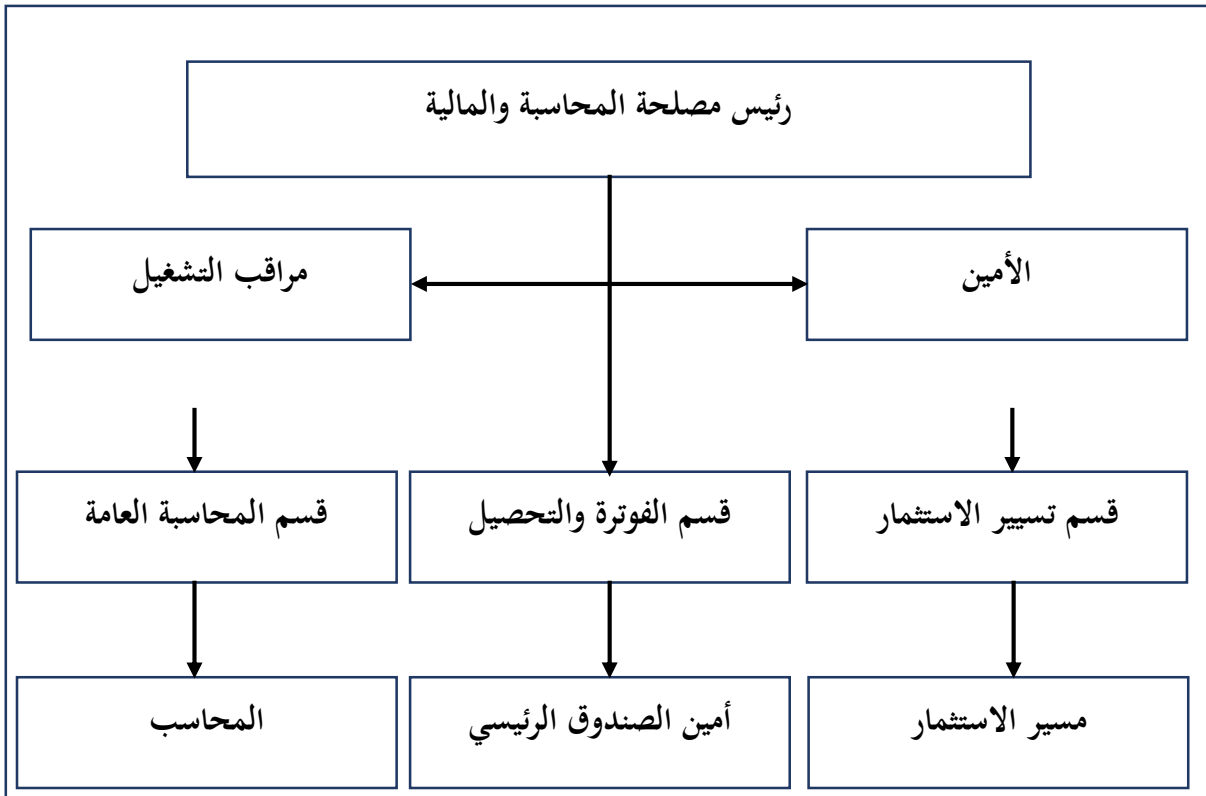 رئيس مصلحة المحاسبة والمالية
الأمين
مراقب التشغيل
قسم تسيير الاستثمار
قسم الفوترة والتحصيل
قسم المحاسبة العامة
مسير الاستثمار
أمين الصندوق الرئيسي
المحاسب